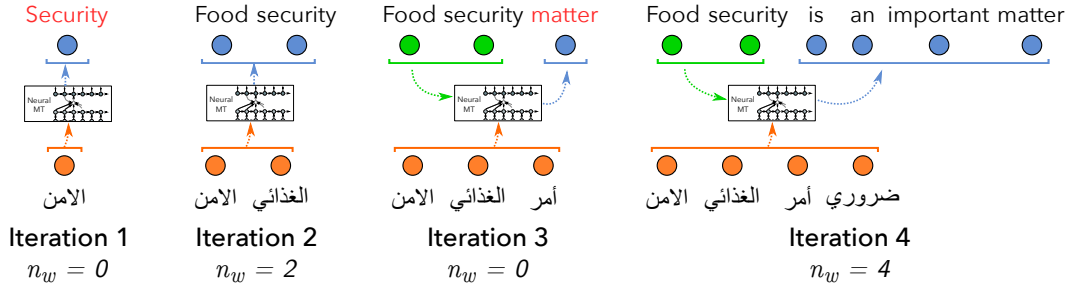 Security
Food security
Food security matter
Food security is an important matter
Neural MT
Neural MT
Neural MT
Neural MT
الامن
الامن الغذائي
الامن الغذائي أمر
الامن الغذائي أمر ضروري
Iteration 1
Iteration 2
Iteration 3
Iteration 4
n_w = 0
n_w = 2
n_w = 0
n_w = 4